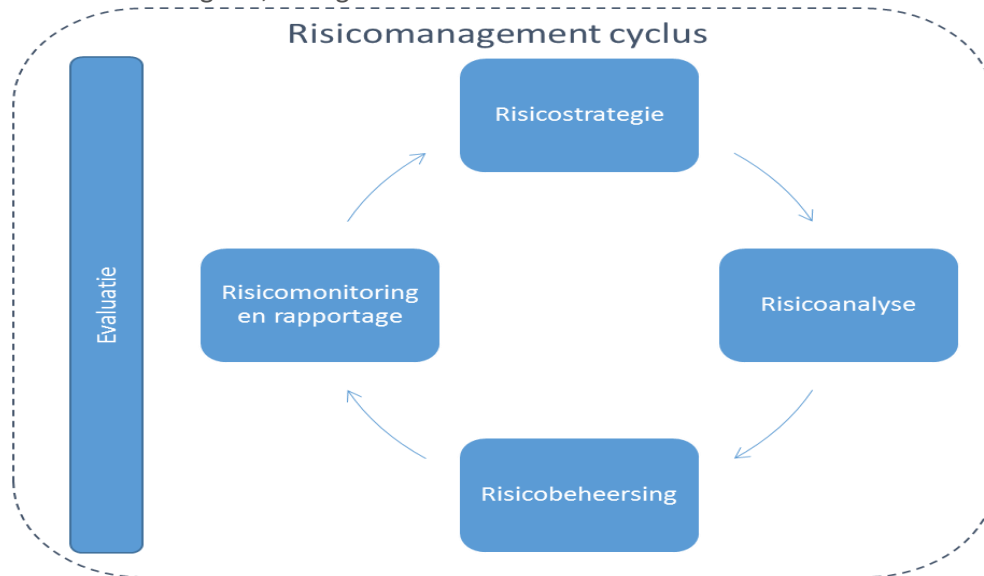 Risicomanagement cyclus
Risicostrategie
Evaluatie
Risicomonitoring
en rapportage
Risicoanalyse
Risicobeheersing